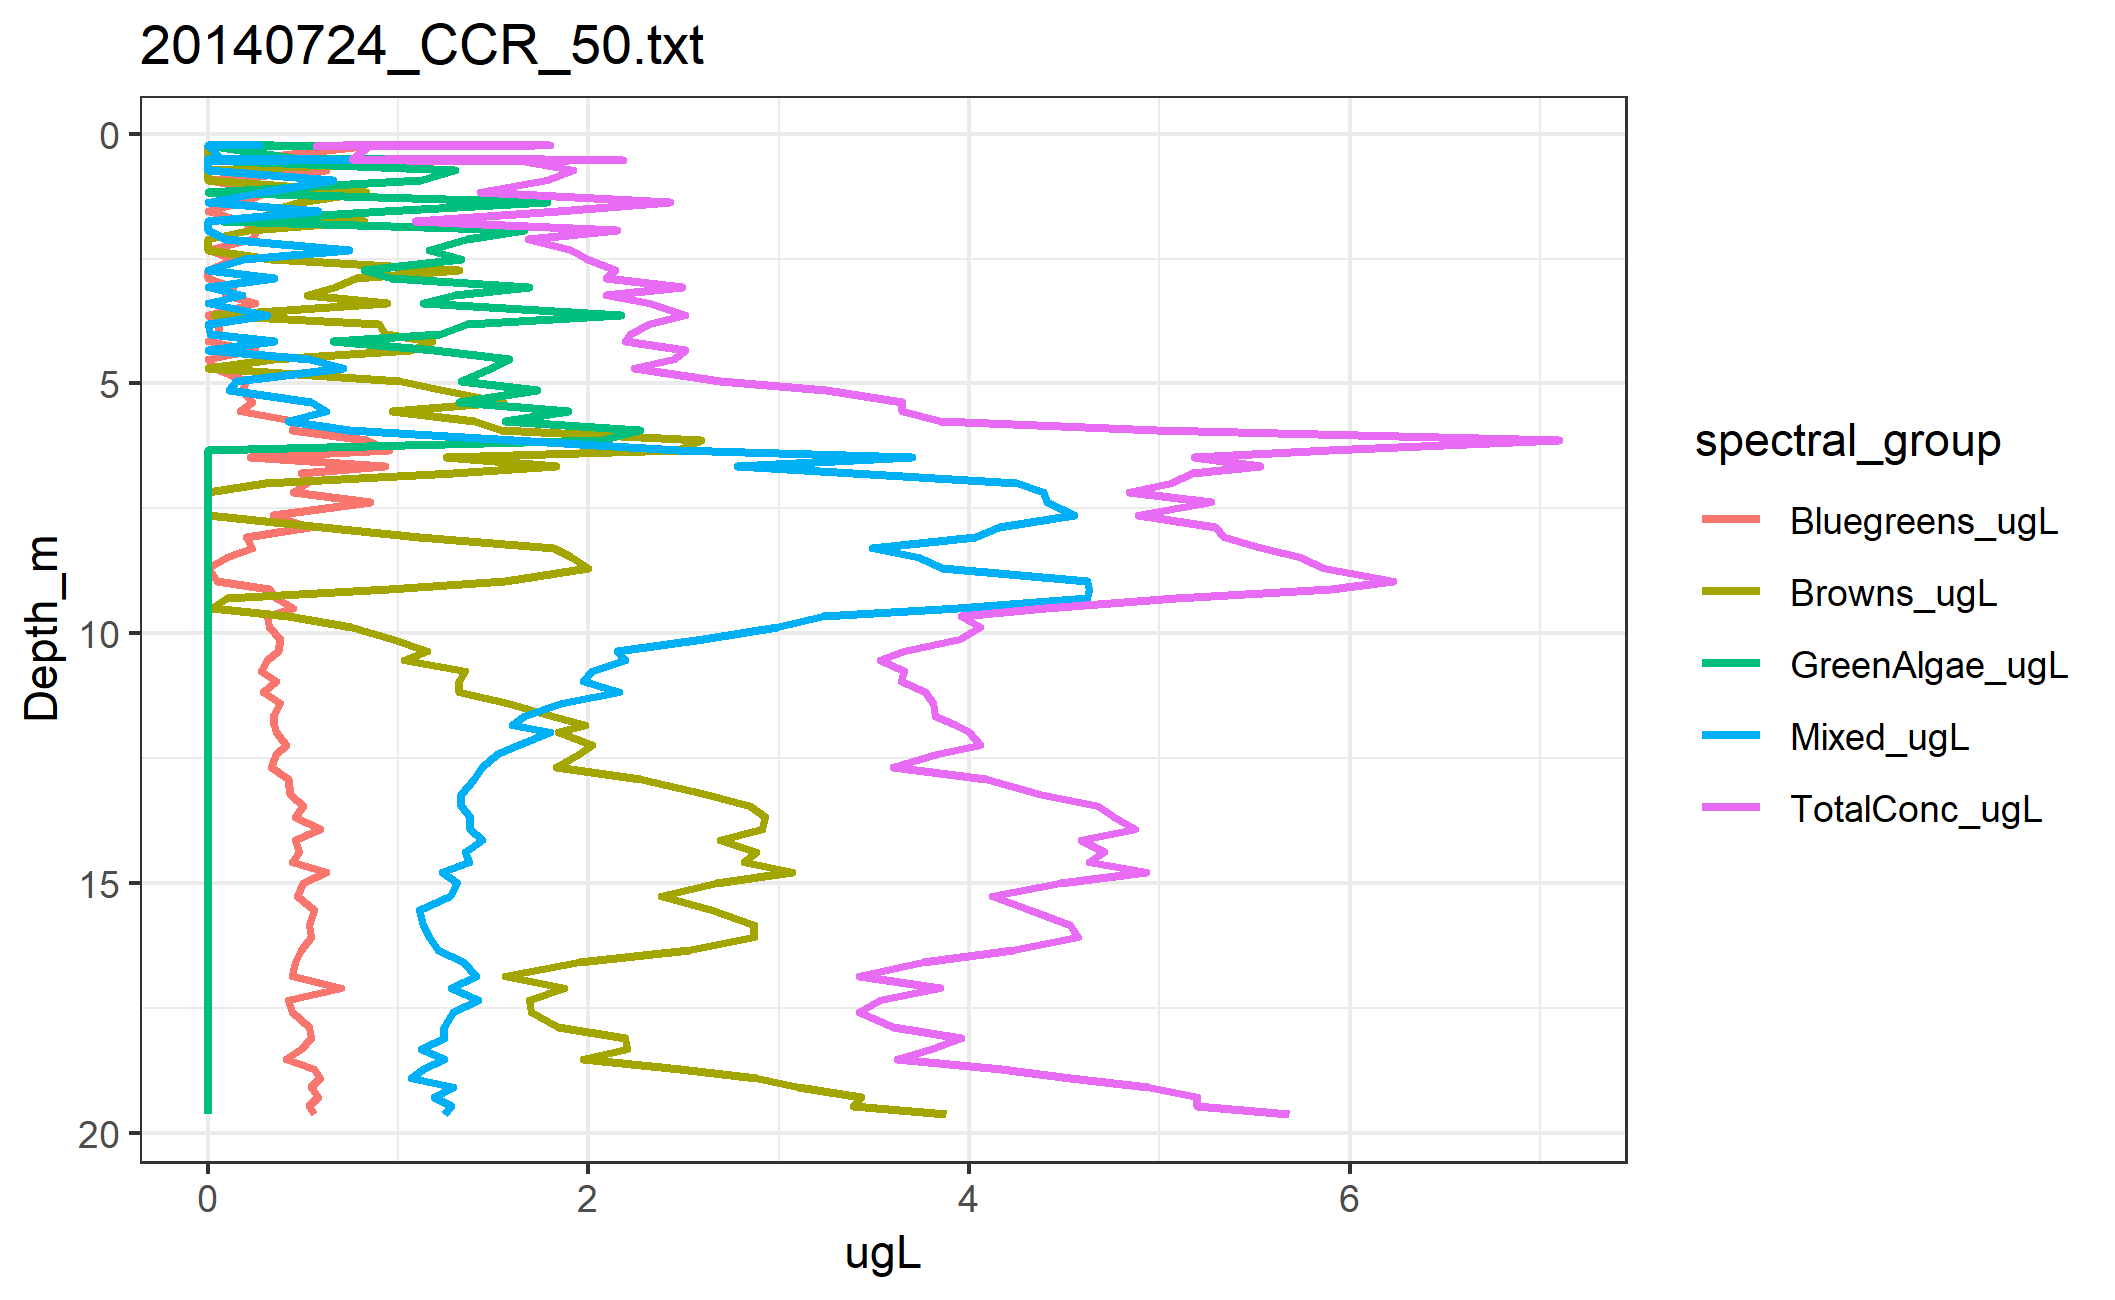 20140724_CCR_50.txt
0
5
10
15
20
Depth_m
0 2 4 6
ugL
spectral_group
Bluegreens_ugL
Browns_ugL
GreenAlgae_ugL
Mixed_ugL
TotalConc_ugL